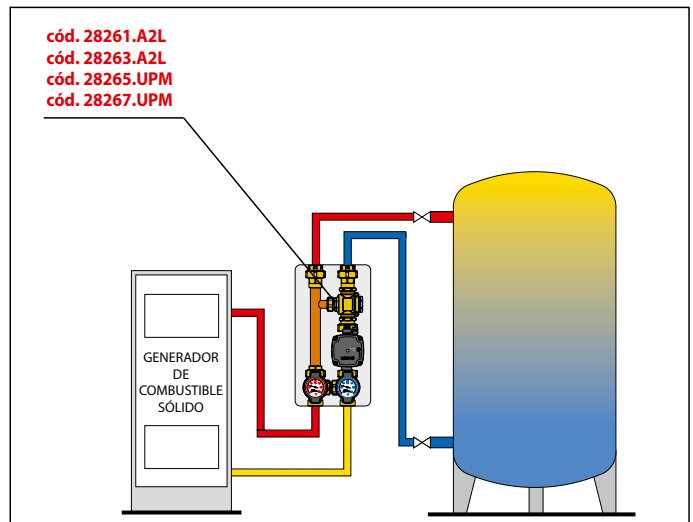 cód. 28261.A2L
cód. 28263.A2L
cód. 28265.UPM
cód. 28267.UPM
GENERADOR
DE
COMBUSTIBLE
SÓLIDO